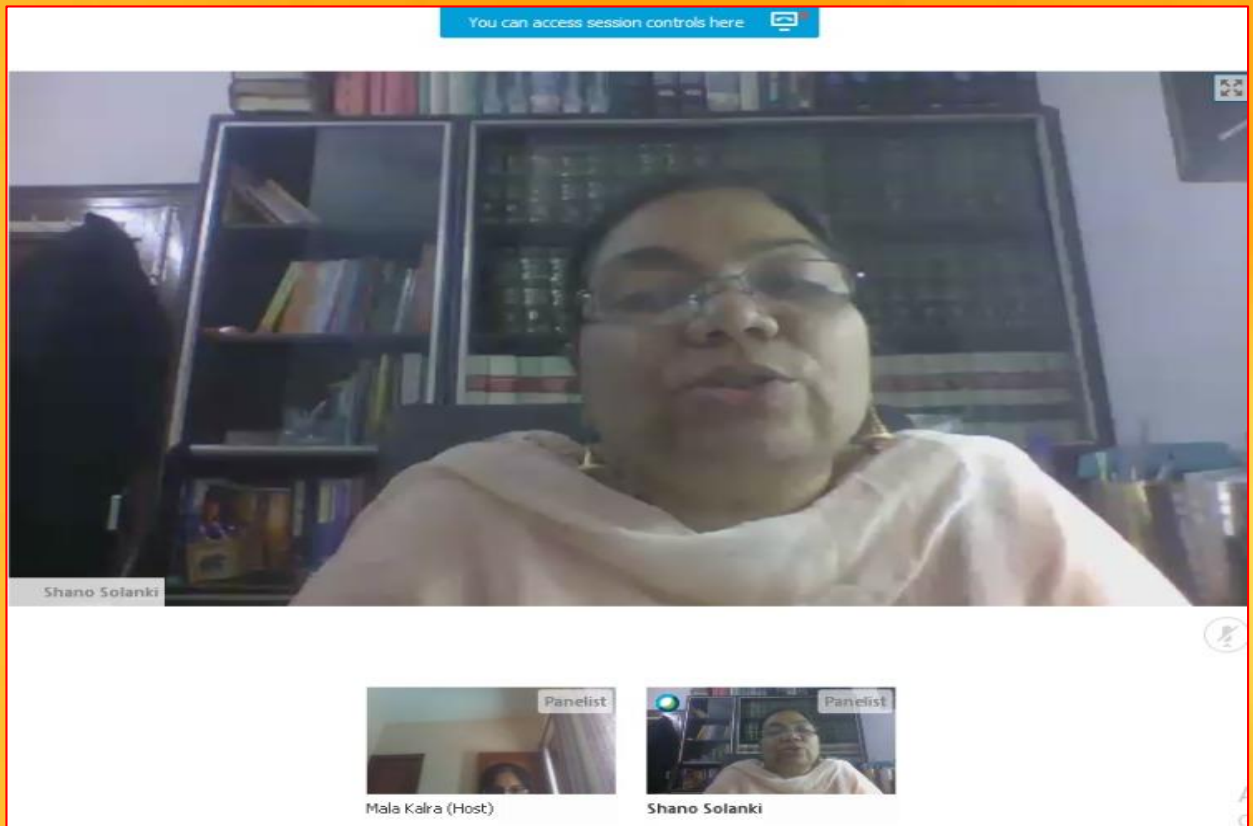 You can access session controls here
Shano Solanki
Panelist
Panelist
Mala Kalra (Host)
Shano Solanki